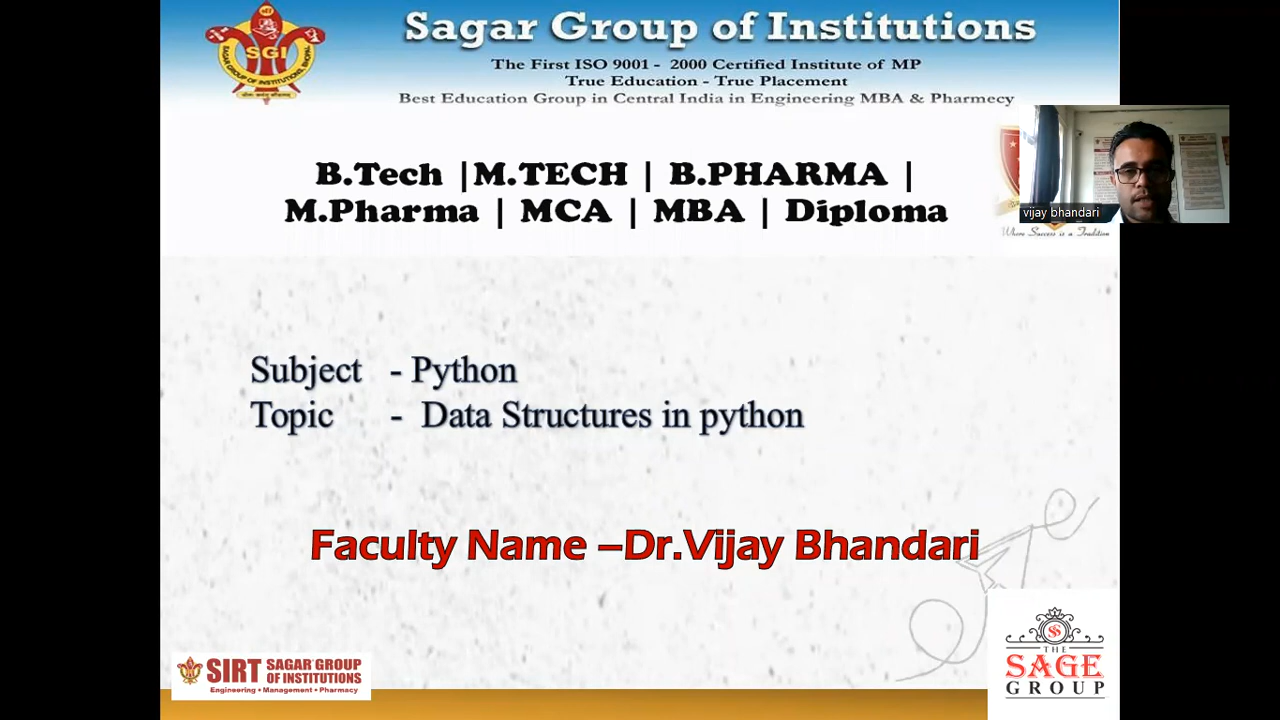 Sagar Group of Institutions
The First ISO 9001 - 2000 Certified Institute of MP
True Education - True Placement
Best Education Group in Central India in Engineering MBA & Pharmecy
SGI
B.Tech |M.TECH | B.PHARMA |
M.Pharma | MCA | MBA | Diploma
vijay bhandari
Where Success is a Tradition
Subject - Python
Topic - Data Structures in python
Faculty Name –Dr.Vijay Bhandari
SIRT SAGAR GROUP
OF INSTITUTIONS
Engineering • Management • Pharmacy
THE
SAGE
GROUP